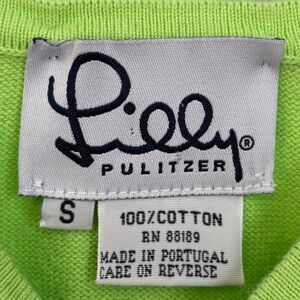 Lilly®
PULITZER
S
100%COTTON
RN 88189
MADE IN PORTUGAL
CARE ON REVERSE